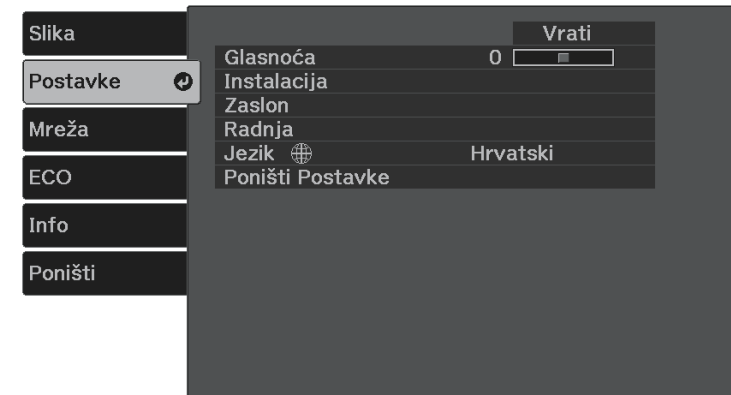 Slika
Postavke
Mreža
ECO
Info
Poništi
Vrati
Glasnoća 0
Instalacija
Zaslon
Radnja
Jezik Hrvatski
Poništi Postavke